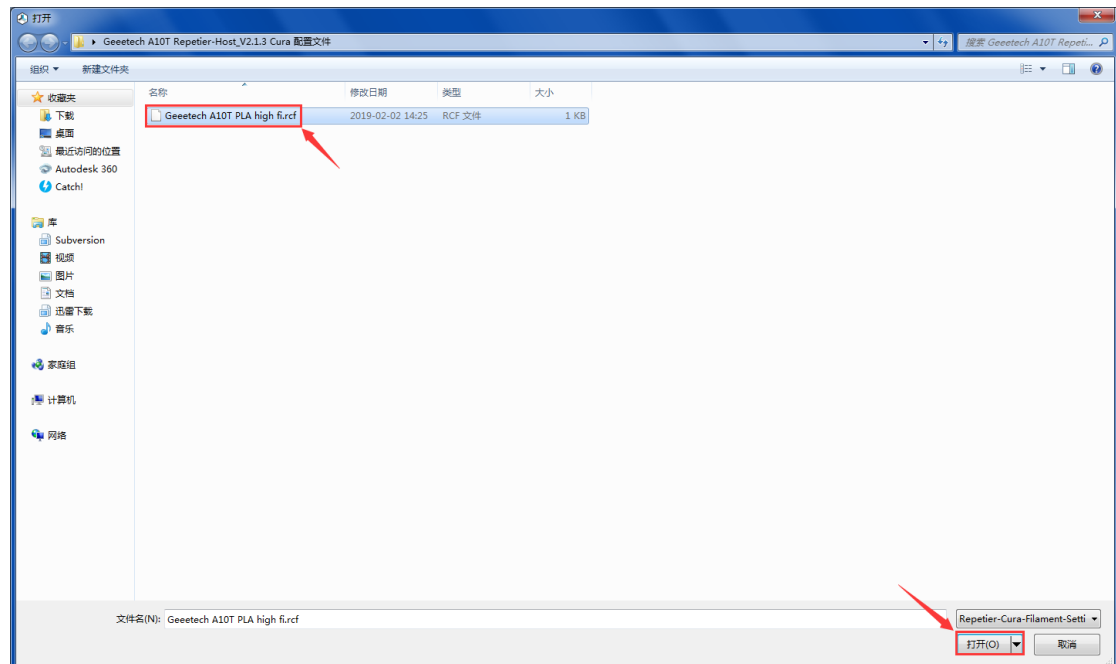 打开
Geeetech A10T Repetier-Host_V2.1.3 Cura 配置文件
搜索 Geeetech A10T Repeti...
组织
新建文件夹
名称
修改日期
类型
大小
Geeetech A10T PLA high fi.rcf
2019-02-02 14:25
RCF 文件
1 KB
收藏夹
下载
桌面
最近访问的位置
Autodesk 360
Catch!
库
Subversion
视频
图片
文档
迅雷下载
音乐
家庭组
计算机
网络
文件名(N):
Geeetech A10T PLA high fi.rcf
Repetier-Cura-Filament-Setti
打开(O)
取消